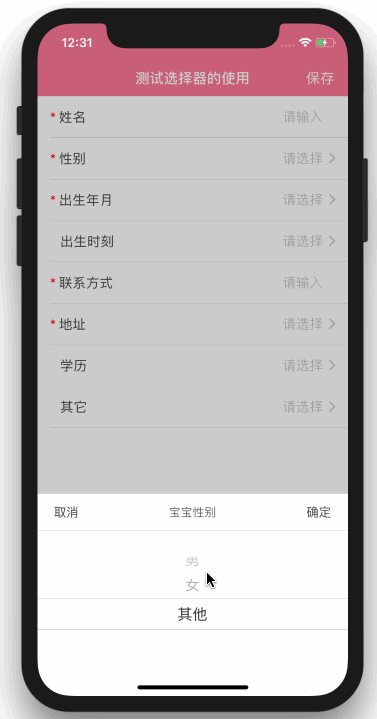 12:31
测试选择器的使用 保存
* 姓名 请输入
* 性别 请选择
* 出生年月 请选择
出生时刻 请选择
* 联系方式 请输入
* 地址 请选择
学历 请选择
其它 请选择
取消 宝宝性别 确定
男
女
其他